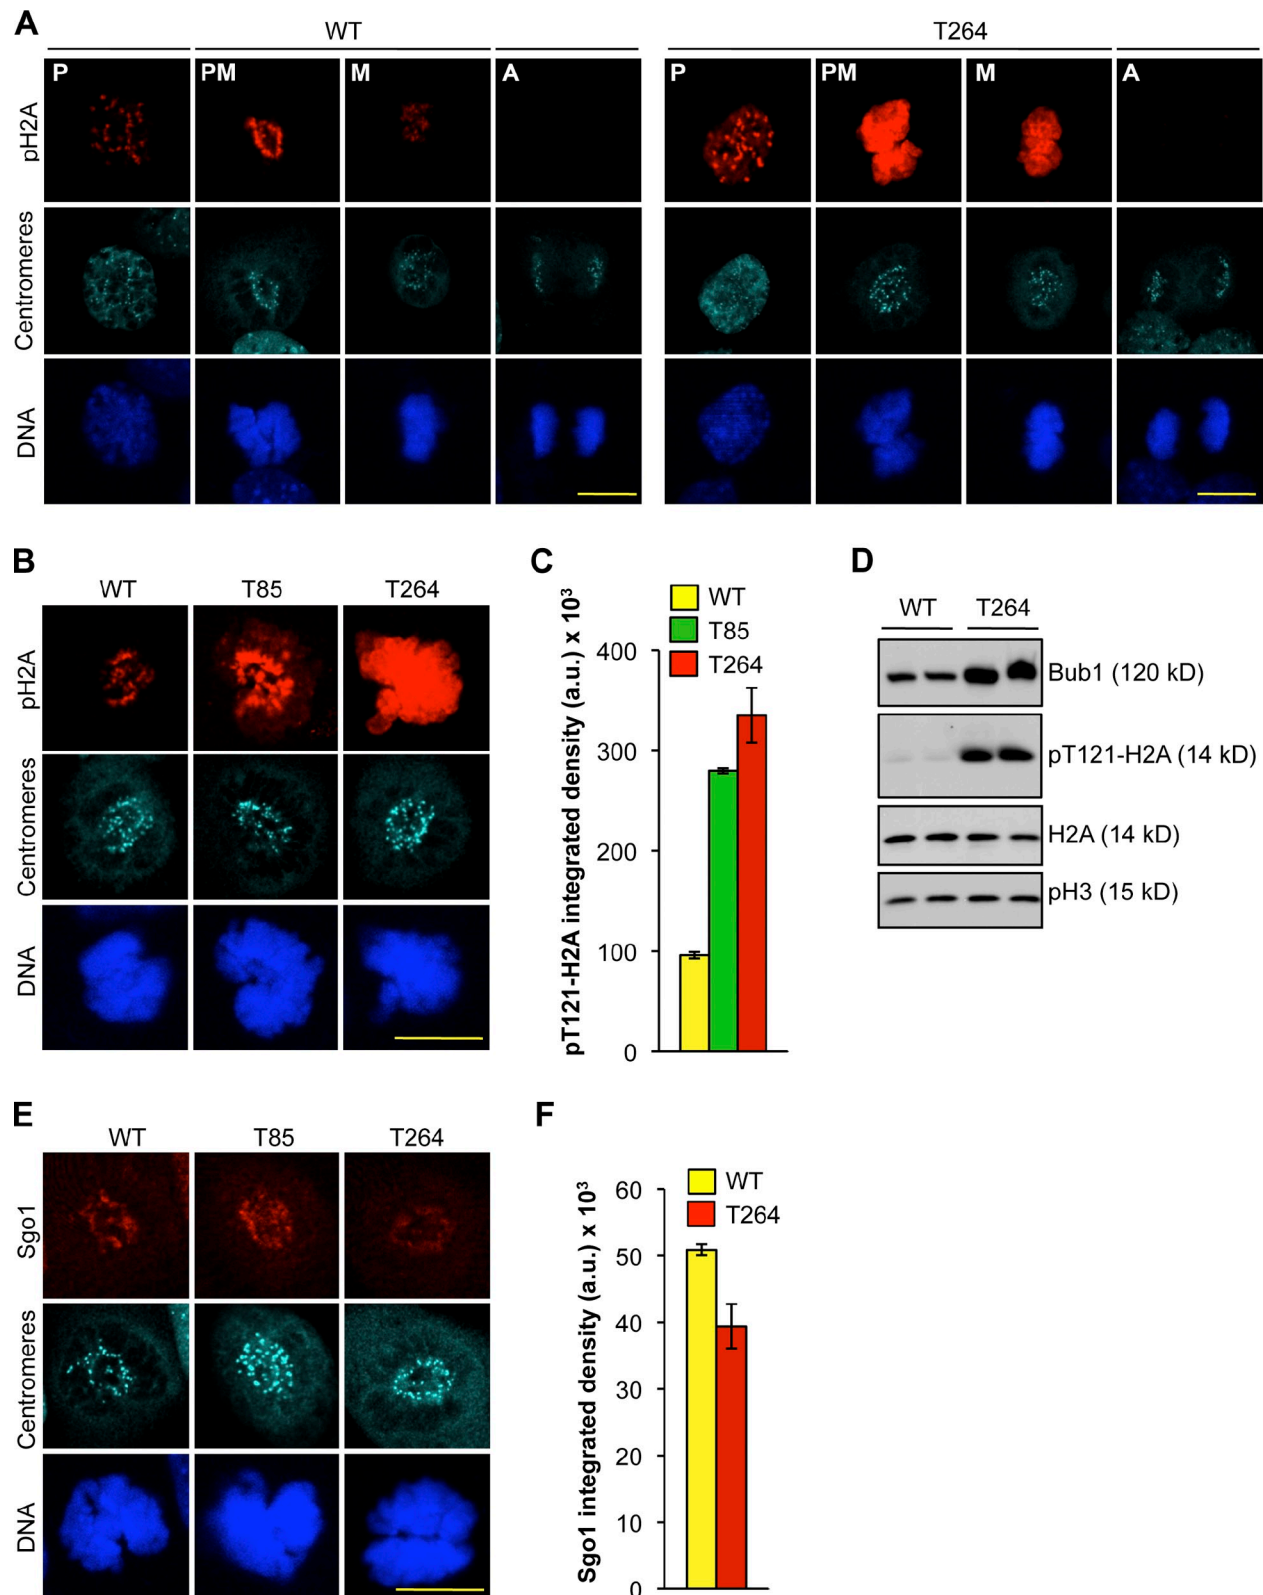 A
WT
T264
P
PM
M
A
P
PM
M
A
pH2A
Centromeres
DNA
B
WT
T85
T264
pH2A
Centromeres
DNA
C
WT
T85
T264
pT121-H2A integrated density (a.u.) x 10³
400
300
200
100
0
D
WT
T264
Bub1 (120 kD)
pT121-H2A (14 kD)
H2A (14 kD)
pH3 (15 kD)
E
WT
T85
T264
Sgo1
Centromeres
DNA
F
WT
T264
Sgo1 integrated density (a.u.) x 10³
60
50
40
30
20
10
0